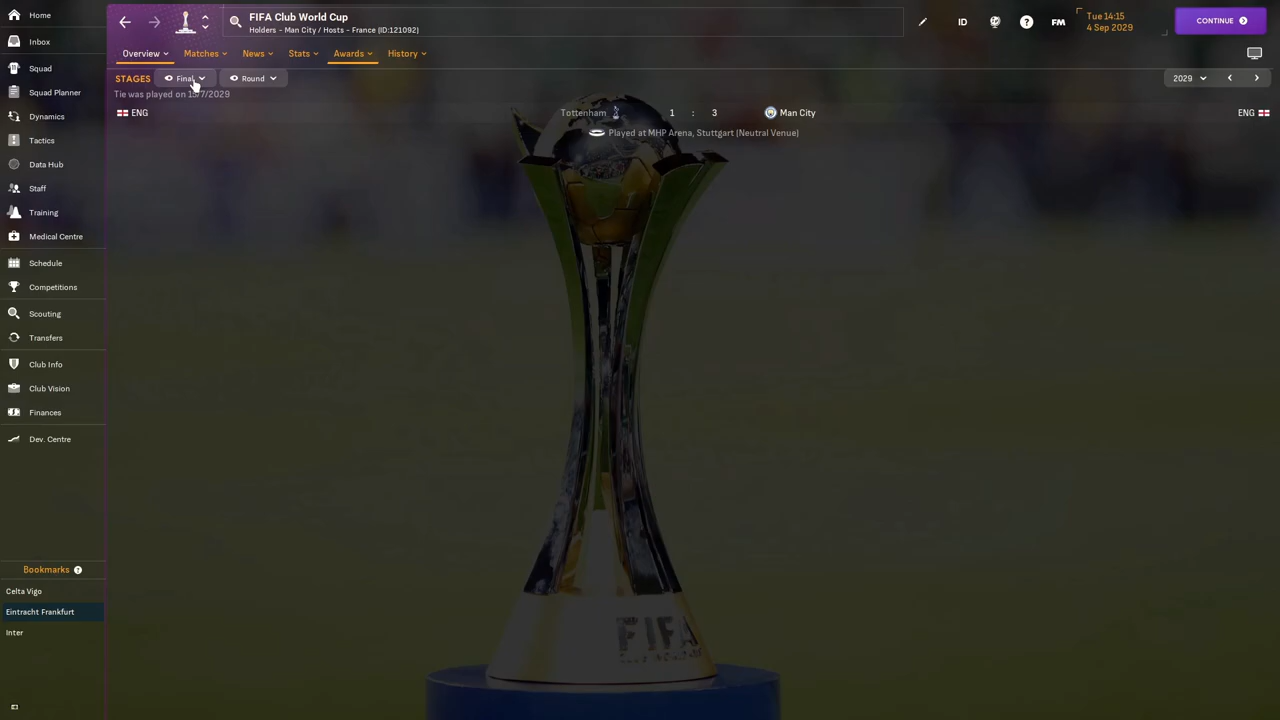 Home
Inbox
Squad
Squad Planner
Dynamics
Tactics
Data Hub
Staff
Training
Medical Centre
Schedule
Competitions
Scouting
Transfers
Club Info
Club Vision
Finances
Dev. Centre
Bookmarks ?
Celta Vigo
Eintracht Frankfurt
Inter
FIFA Club World Cup
Holders - Man City / Hosts - France (ID:121092)
ID ? FM
Tue 14:15
4 Sep 2029
CONTINUE
Overview Matches News Stats Awards History
STAGES Final Round 2029
Tie was played on 15/7/2029
ENG Tottenham 1 : 3 Man City ENG
Played at MHP Arena, Stuttgart (Neutral Venue)
FIFA